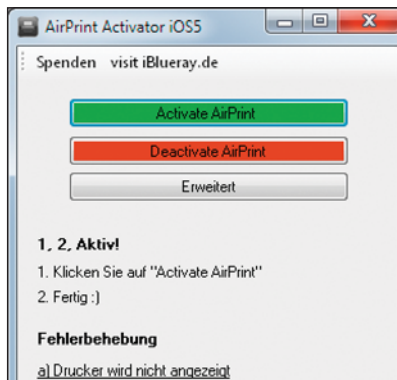 AirPrint Activator iOS5
Spenden visit iBlueray.de
Activate AirPrint
Deactivate AirPrint
Erweitert
1, 2, Aktiv!
1. Klicken Sie auf "Activate AirPrint"
2. Fertig :)
Fehlerbehebung
a) Drucker wird nicht angezeigt